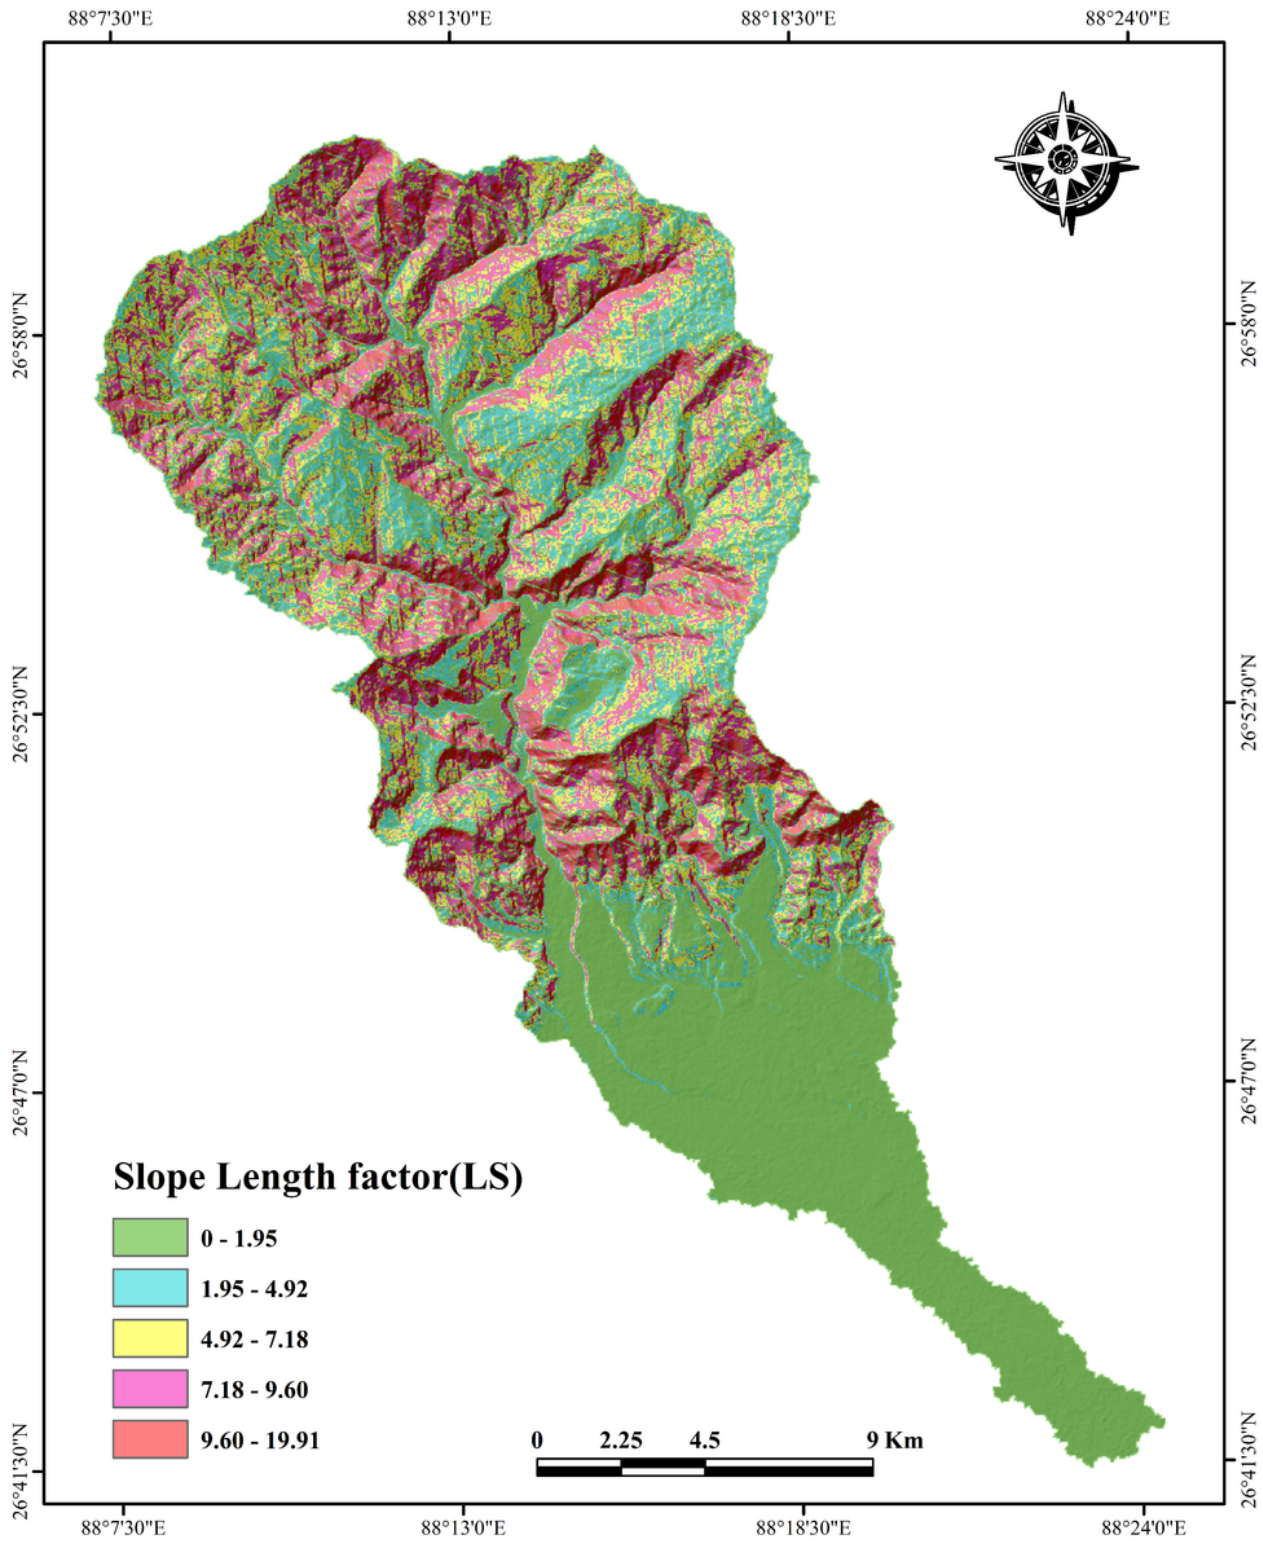 88°7'30"E
88°13'0"E
88°18'30"E
88°24'0"E
26°58'0"N
26°58'0"N
26°52'30"N
26°52'30"N
26°47'0"N
26°47'0"N
Slope Length factor(LS)
0 - 1.95
1.95 - 4.92
4.92 - 7.18
7.18 - 9.60
9.60 - 19.91
0 2.25 4.5 9 Km
26°41'30"N
26°41'30"N
88°7'30"E
88°13'0"E
88°18'30"E
88°24'0"E